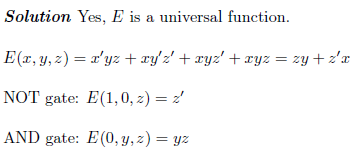 Solution Yes, E is a universal function.
E(x, y, z) = x'yz + xy'z' + xyz' + xyz = zy + z'x
NOT gate: E(1, 0, z) = z'
AND gate: E(0, y, z) = yz